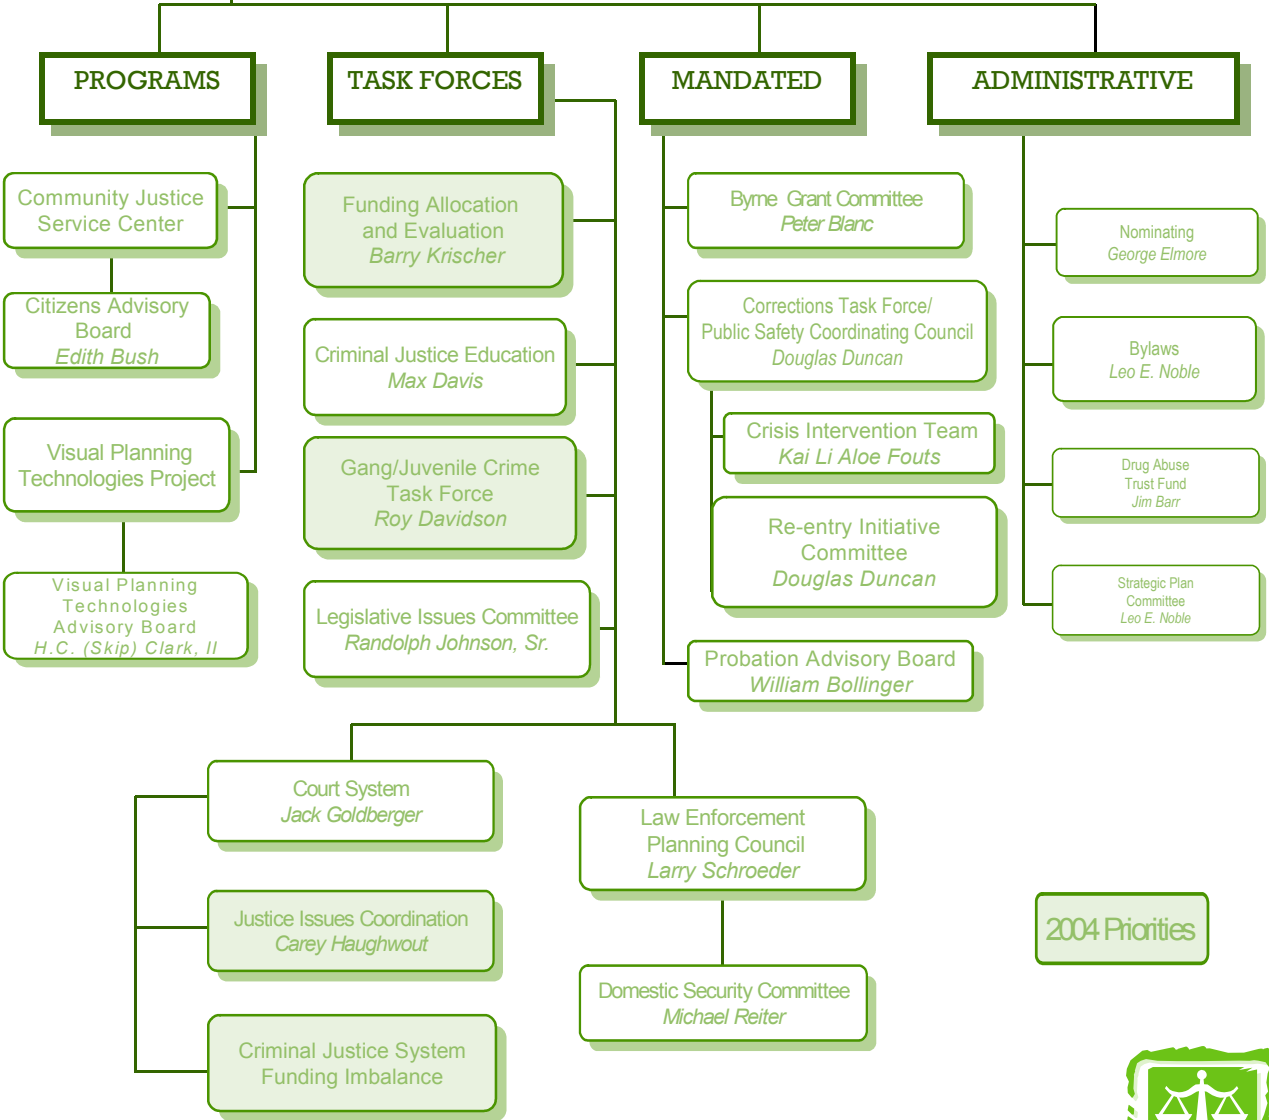 PROGRAMS
TASK FORCES
MANDATED
ADMINISTRATIVE
Community Justice
Service Center
Citizens Advisory
Board
Edith Bush
Visual Planning
Technologies Project
Visual Planning
Technologies
Advisory Board
H.C. (Skip) Clark, II
Funding Allocation
and Evaluation
Barry Krischer
Criminal Justice Education
Max Davis
Gang/Juvenile Crime
Task Force
Roy Davidson
Legislative Issues Committee
Randolph Johnson, Sr.
Court System
Jack Goldberger
Justice Issues Coordination
Carey Haughwout
Criminal Justice System
Funding Imbalance
Law Enforcement
Planning Council
Larry Schroeder
Domestic Security Committee
Michael Reiter
Byrne Grant Committee
Peter Blanc
Corrections Task Force/
Public Safety Coordinating Council
Douglas Duncan
Crisis Intervention Team
Kai Li Aloe Fouts
Re-entry Initiative
Committee
Douglas Duncan
Probation Advisory Board
William Bollinger
Nominating
George Elmore
Bylaws
Leo E. Noble
Drug Abuse
Trust Fund
Jim Barr
Strategic Plan
Committee
Leo E. Noble
2004 Priorities